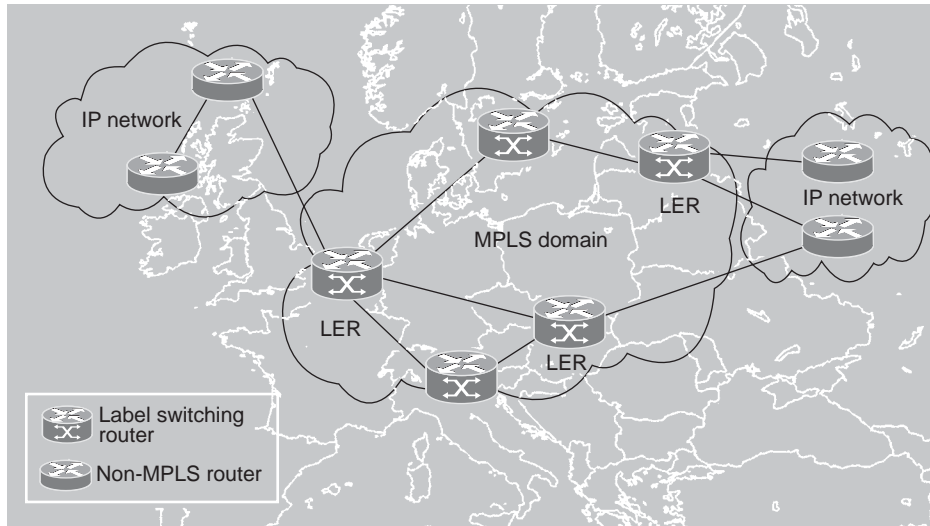 IP network
LER
IP network
MPLS domain
LER
LER
Label switching
router
Non-MPLS router